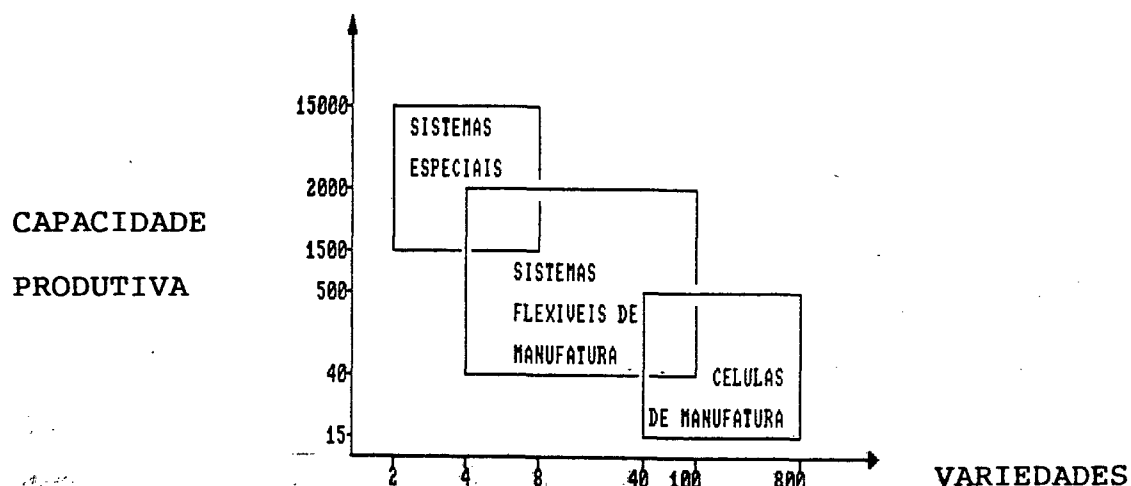 15000
SISTEMAS
ESPECIAIS
2000
CAPACIDADE
PRODUTIVA
1500
500
SISTEMAS
FLEXIVEIS DE
MANUFATURA
40
CELULAS
DE MANUFATURA
15
2 4 8 40 100 800
VARIEDADES